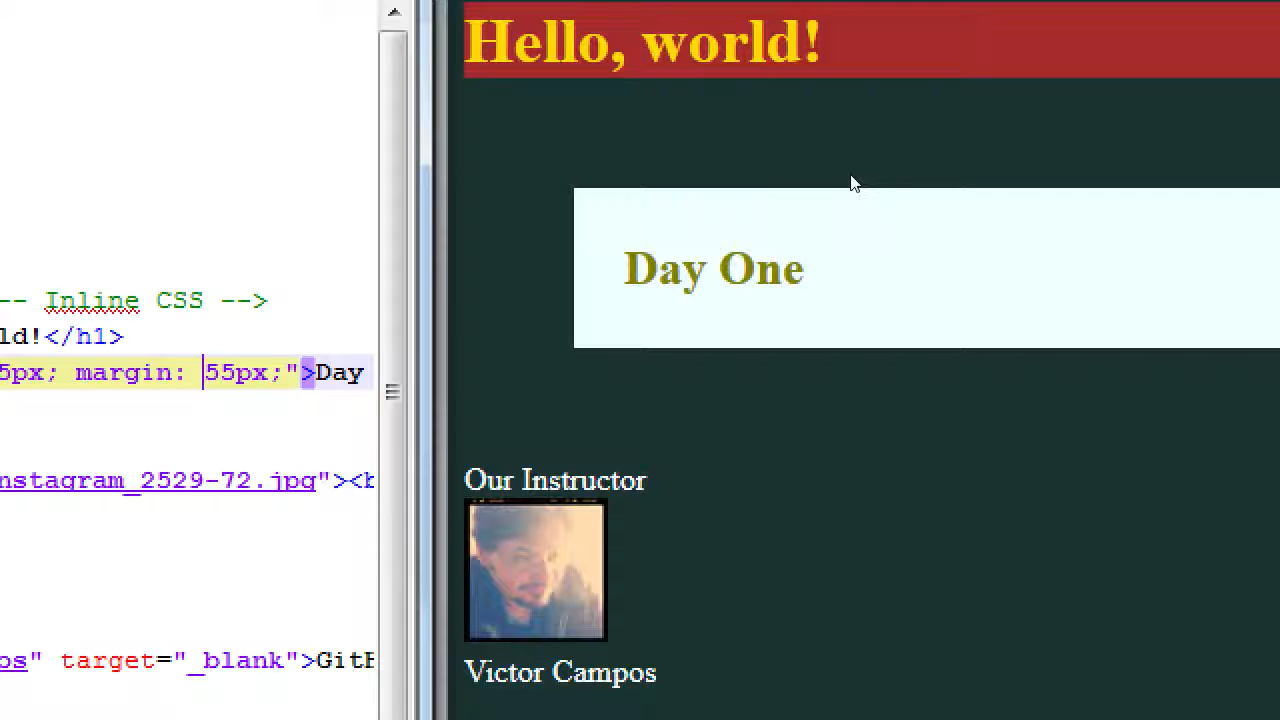 Hello, world!
Day One
-- Inline CSS -->
ld!</h1>
5px; margin: 55px;">Day
Our Instructor
nstagram_2529-72.jpg"><b
os" target="_blank">GitH
Victor Campos